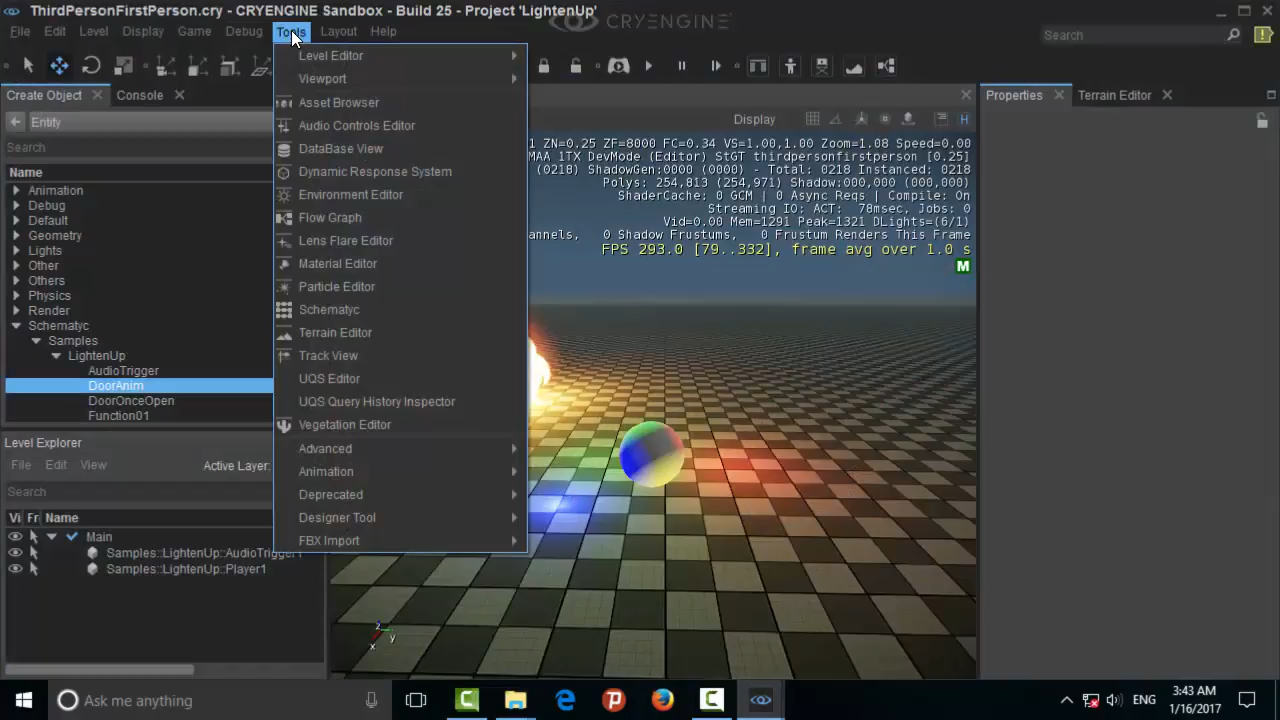 ThirdPersonFirstPerson.cry - CRYENGINE Sandbox - Build 25 - Project 'LightenUp'
CRYENGINE
File Edit Level Display Game Debug Tools Layout Help
Search
Create Object
Console
Entity
Search
Name
Animation
Debug
Default
Geometry
Lights
Other
Others
Physics
Render
Schematyc
Samples
LightenUp
AudioTrigger
DoorAnim
DoorOnceOpen
Function01
Level Explorer
File Edit View Active Layer:
Search
Vi Fr Name
Main
Samples::LightenUp::AudioTrigger1
Samples::LightenUp::Player1
Level Editor
Viewport
Asset Browser
Audio Controls Editor
DataBase View
Dynamic Response System
Environment Editor
Flow Graph
Lens Flare Editor
Material Editor
Particle Editor
Schematyc
Terrain Editor
Track View
UQS Editor
UQS Query History Inspector
Vegetation Editor
Advanced
Animation
Deprecated
Designer Tool
FBX Import
Display
1 ZN=0.25 ZF=8000 FC=0.34 VS=1.00,1.00 Zoom=1.08 Speed=0.00
MAA 1TX DevMode (Editor) StGT thirdpersonfirstperson [0.25]
(0218) ShadowGen:0000 (0000) - Total: 0218 Instanced: 0218
Polys: 254,813 (254,971) Shadow:000,000 (000,000)
ShaderCache: 0 GCM | 0 Async Reqs | Compile: On
Streaming IO: ACT: 78msec, Jobs: 0
Vid=0.00 Mem=1291 Peak=1321 DLights=(6/1)
annels, 0 Shadow Frustums, 0 Frustum Renders This Frame
FPS 293.0 [79..332], frame avg over 1.0 s
M
z
x y
Properties
Terrain Editor
Ask me anything
ENG
3:43 AM
1/16/2017